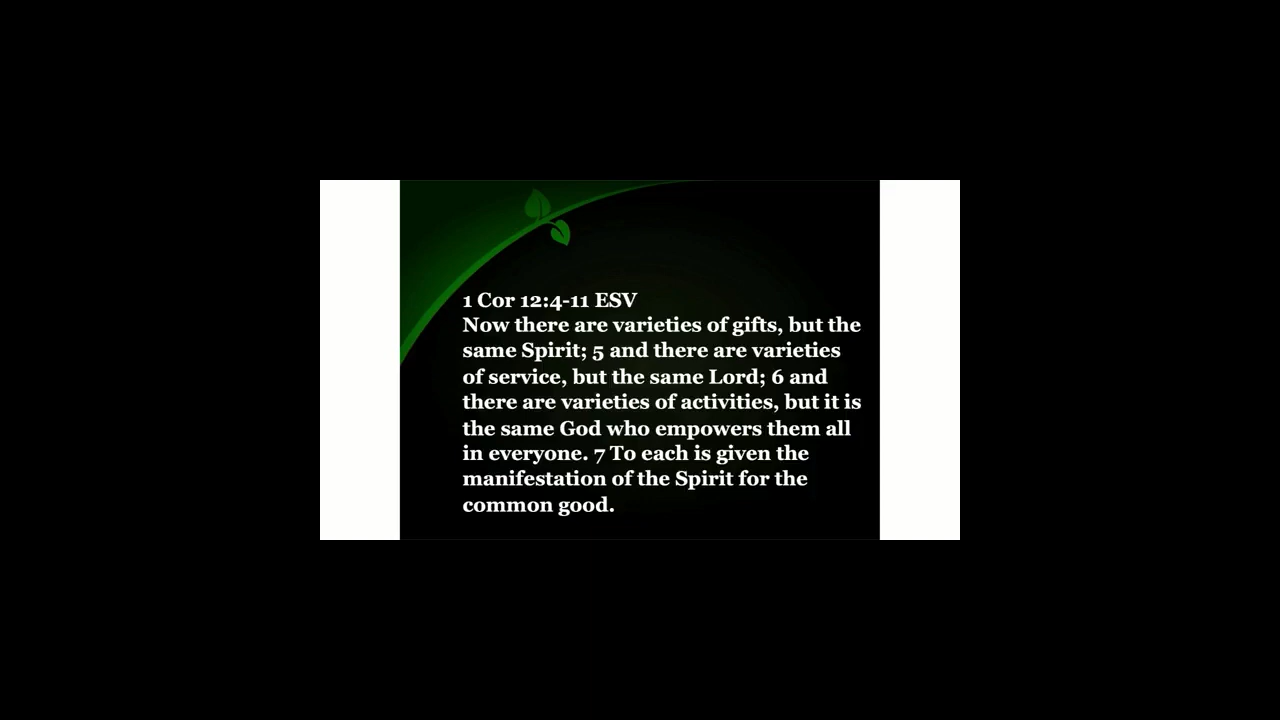 1 Cor 12:4-11 ESV
Now there are varieties of gifts, but the
same Spirit; 5 and there are varieties
of service, but the same Lord; 6 and
there are varieties of activities, but it is
the same God who empowers them all
in everyone. 7 To each is given the
manifestation of the Spirit for the
common good.